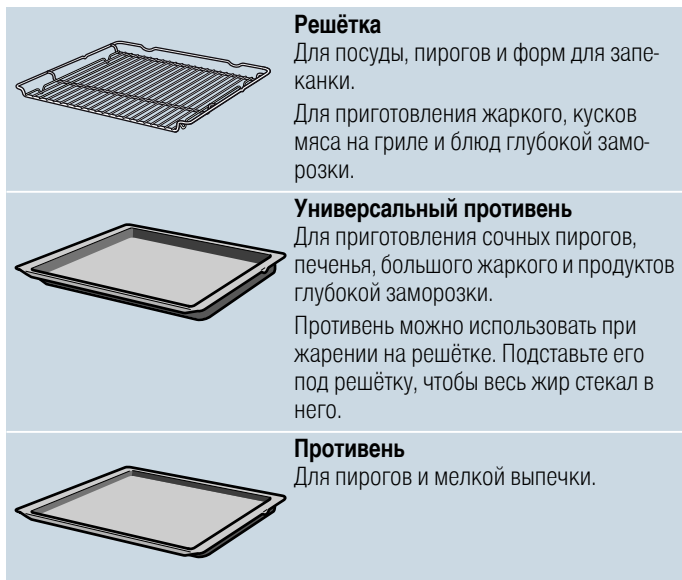 Решётка
Для посуды, пирогов и форм для запе-
канки.
Для приготовления жаркого, кусков
мяса на гриле и блюд глубокой замо-
розки.
Универсальный противень
Для приготовления сочных пирогов,
печенья, большого жаркого и продуктов
глубокой заморозки.
Противень можно использовать при
жарении на решётке. Подставьте его
под решётку, чтобы весь жир стекал в
него.
Противень
Для пирогов и мелкой выпечки.